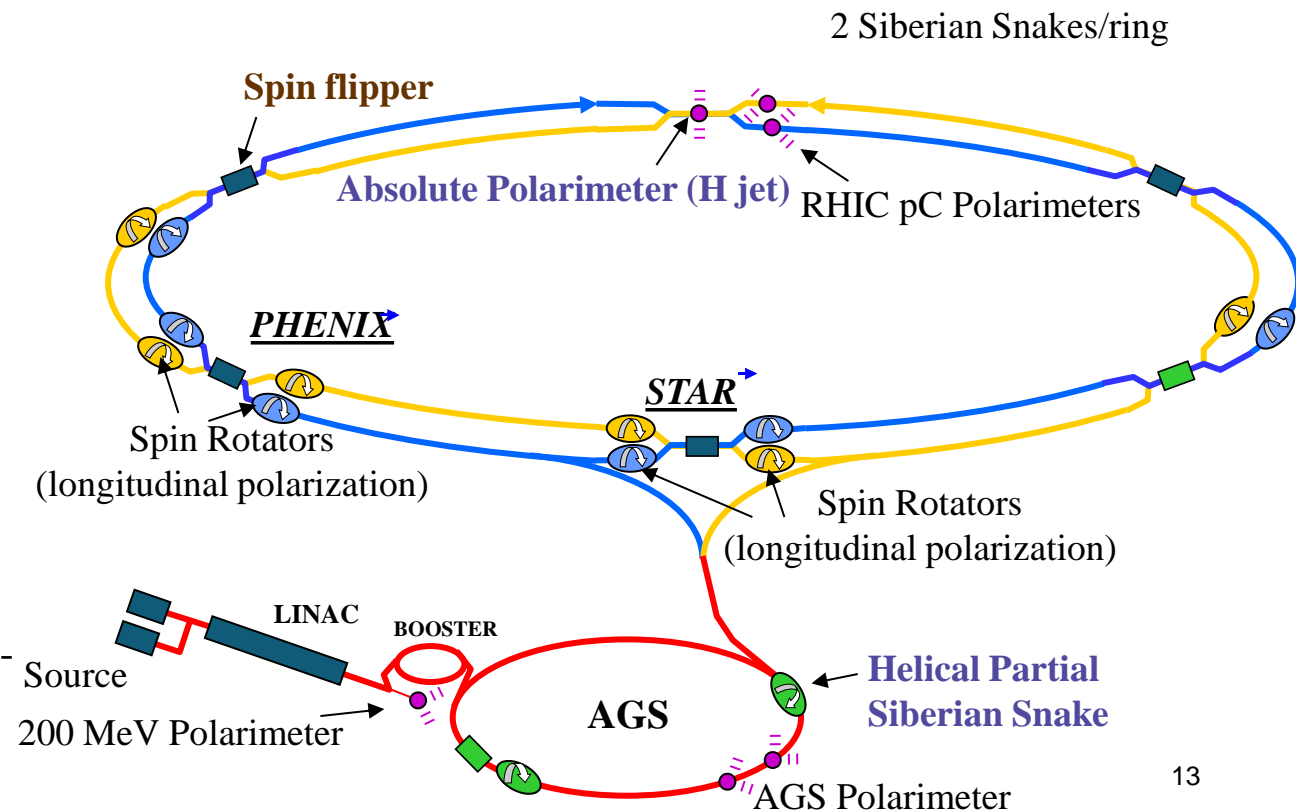 2 Siberian Snakes/ring
Spin flipper
Absolute Polarimeter (H jet)
RHIC pC Polarimeters
PHENIX
STAR
Spin Rotators
(longitudinal polarization)
Spin Rotators
(longitudinal polarization)
LINAC
BOOSTER
- Source
200 MeV Polarimeter
AGS
Helical Partial
Siberian Snake
AGS Polarimeter
13